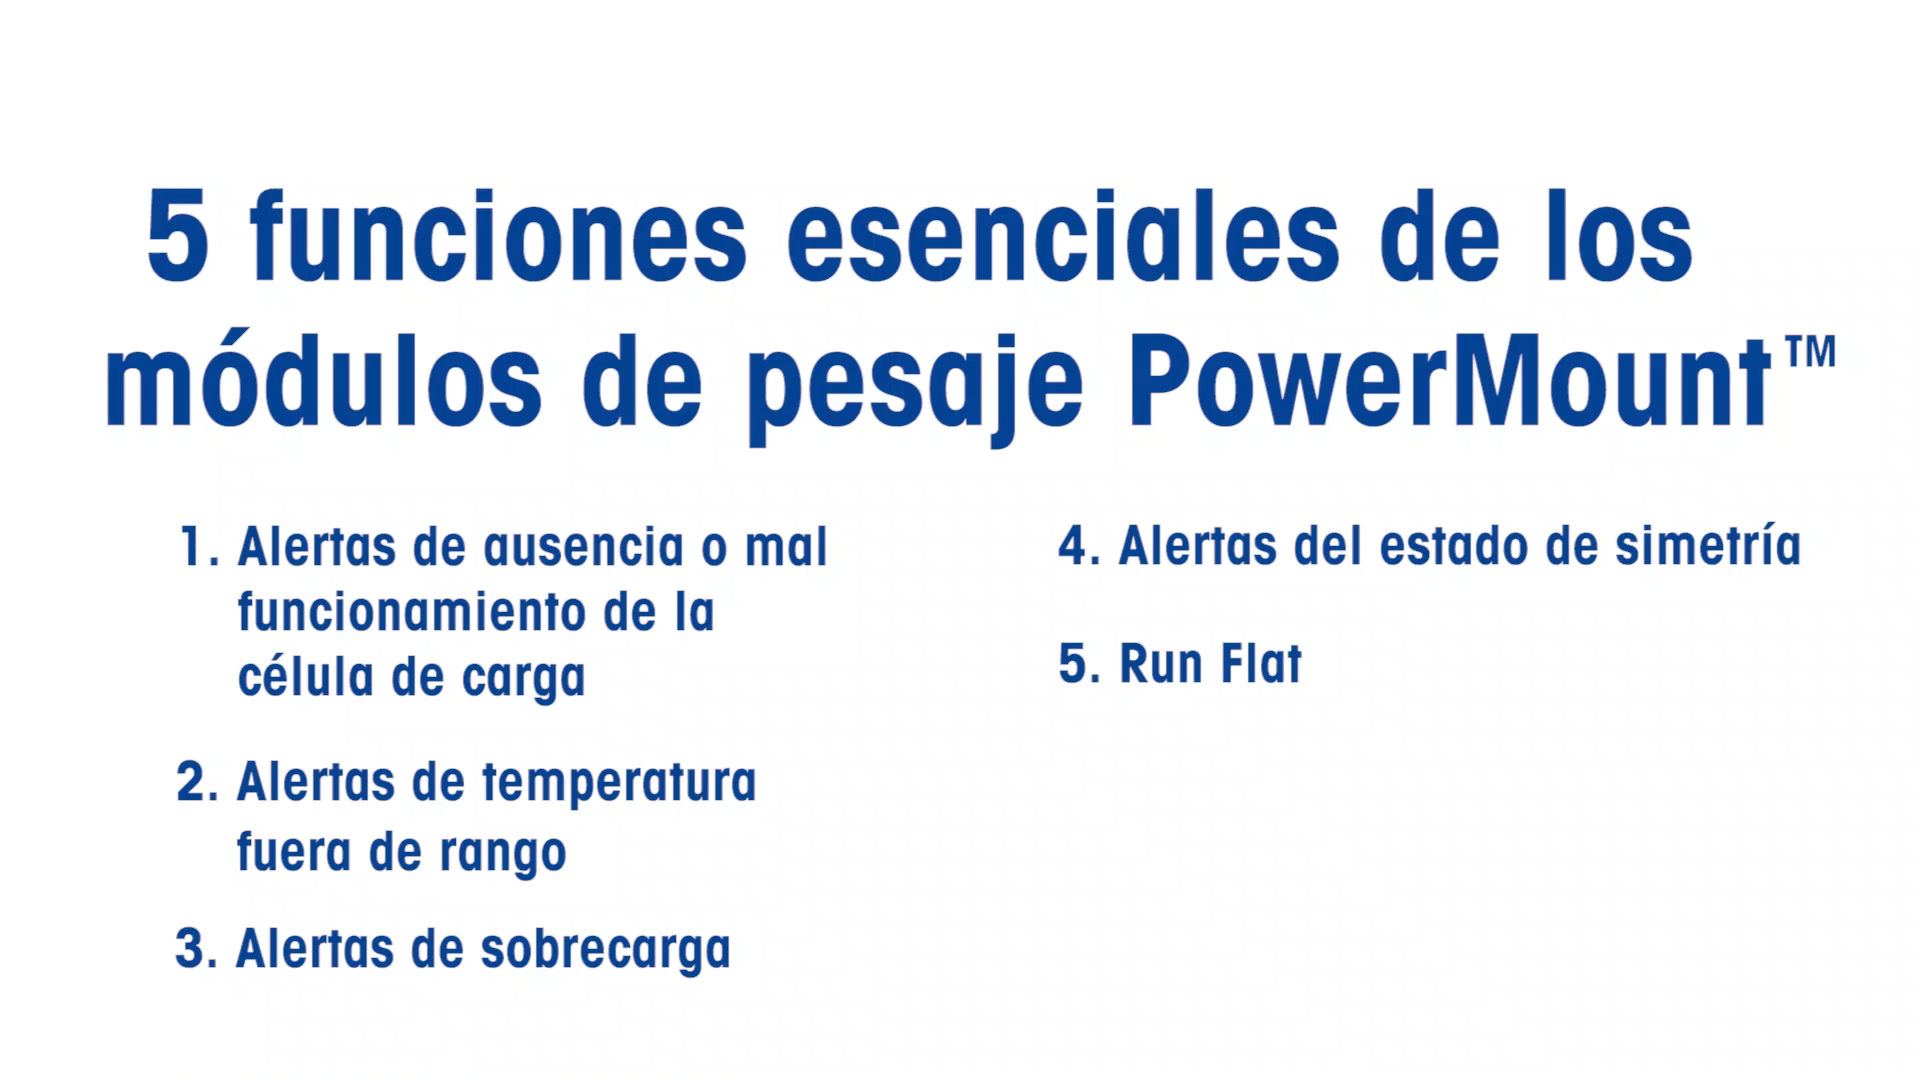 5 funciones esenciales de los
módulos de pesaje PowerMount™
1. Alertas de ausencia o mal
funcionamiento de la
célula de carga
2. Alertas de temperatura
fuera de rango
3. Alertas de sobrecarga
4. Alertas del estado de simetría
5. Run Flat